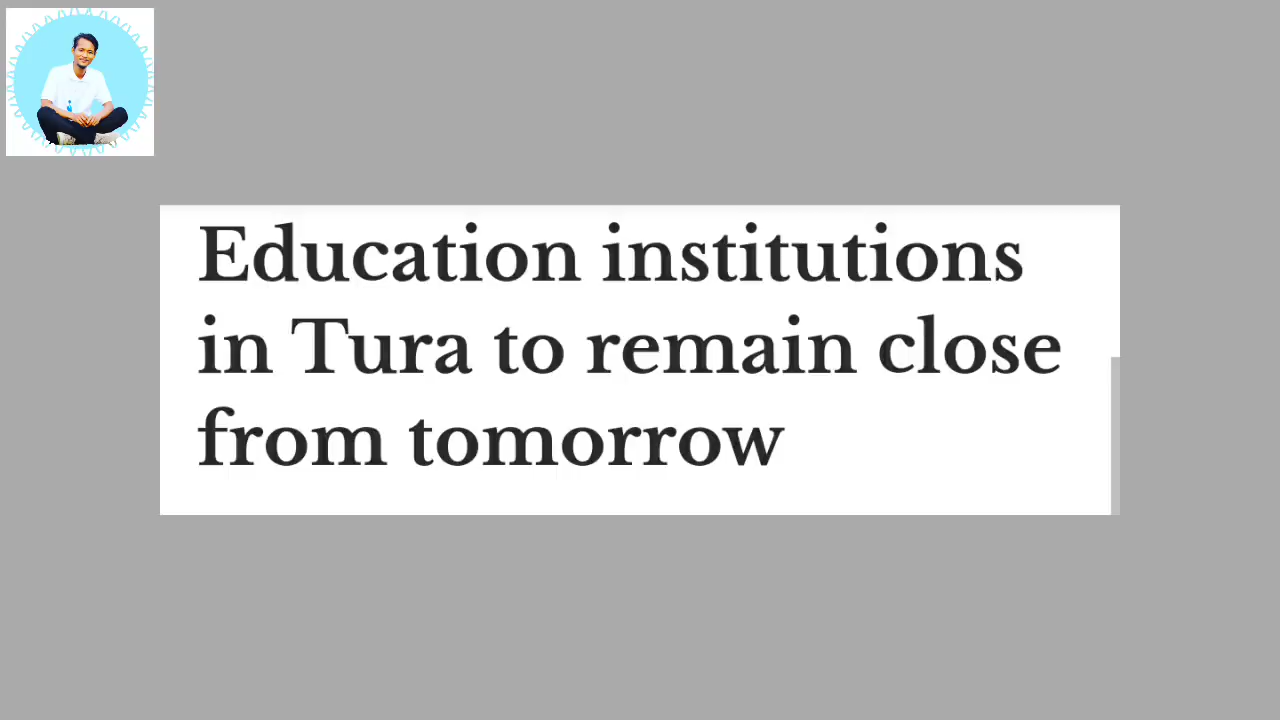 Education institutions
in Tura to remain close
from tomorrow